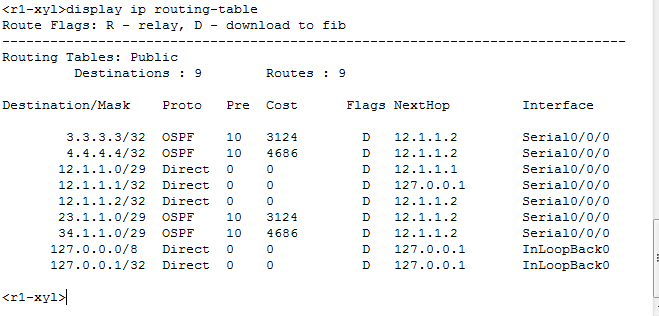 <r1-xyl>display ip routing-table
Route Flags: R - relay, D - download to fib
------------------------------------------------------------------------------
Routing Tables: Public
         Destinations : 9        Routes : 9

Destination/Mask    Proto   Pre  Cost      Flags NextHop         Interface

        3.3.3.3/32  OSPF    10   3124        D   12.1.1.2        Serial0/0/0
        4.4.4.4/32  OSPF    10   4686        D   12.1.1.2        Serial0/0/0
       12.1.1.0/29  Direct  0    0           D   12.1.1.1        Serial0/0/0
       12.1.1.1/32  Direct  0    0           D   127.0.0.1       Serial0/0/0
       12.1.1.2/32  Direct  0    0           D   12.1.1.2        Serial0/0/0
       23.1.1.0/29  OSPF    10   3124        D   12.1.1.2        Serial0/0/0
       34.1.1.0/29  OSPF    10   4686        D   12.1.1.2        Serial0/0/0
      127.0.0.0/8   Direct  0    0           D   127.0.0.1       InLoopBack0
      127.0.0.1/32  Direct  0    0           D   127.0.0.1       InLoopBack0

<r1-xyl>